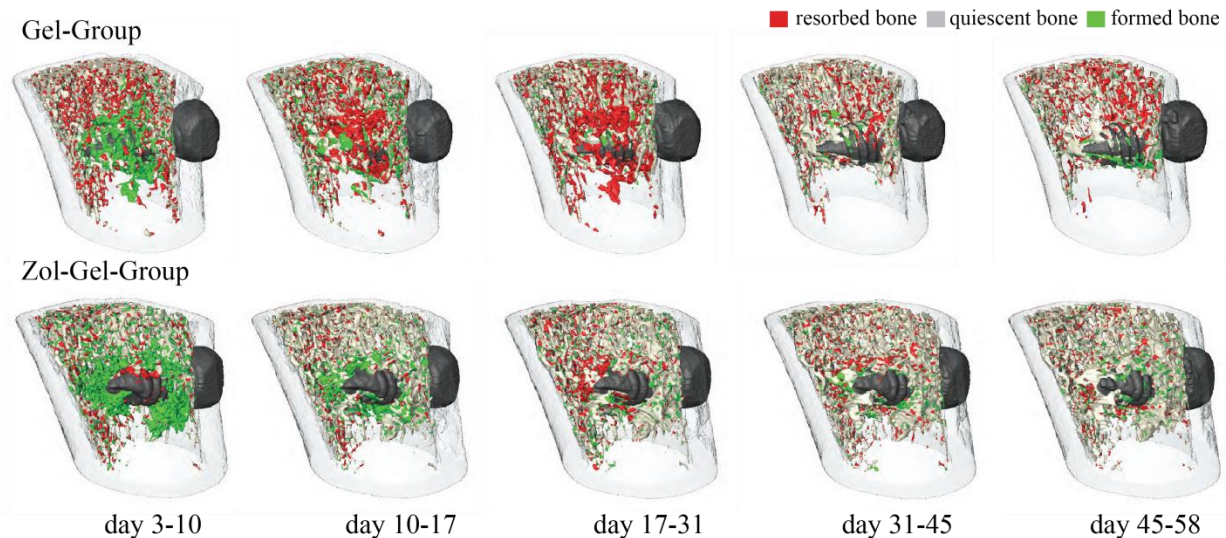 resorbed bone quiescent bone formed bone
Gel-Group
Zol-Gel-Group
day 3-10 day 10-17 day 17-31 day 31-45 day 45-58